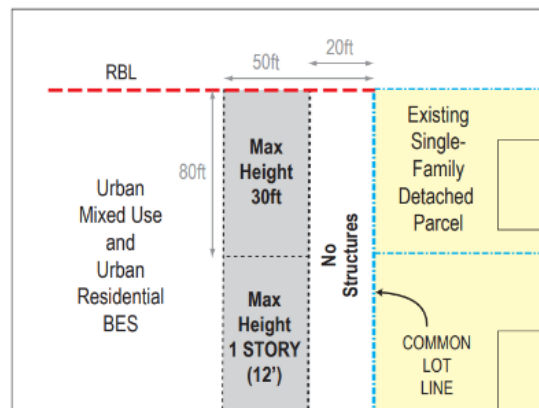 20ft
50ft
RBL
80ft
Max
Height
30ft
Existing
Single-
Family
Detached
Parcel
Urban
Mixed Use
and
Urban
Residential
BES
No
Structures
Max
Height
1 STORY
(12')
COMMON
LOT
LINE